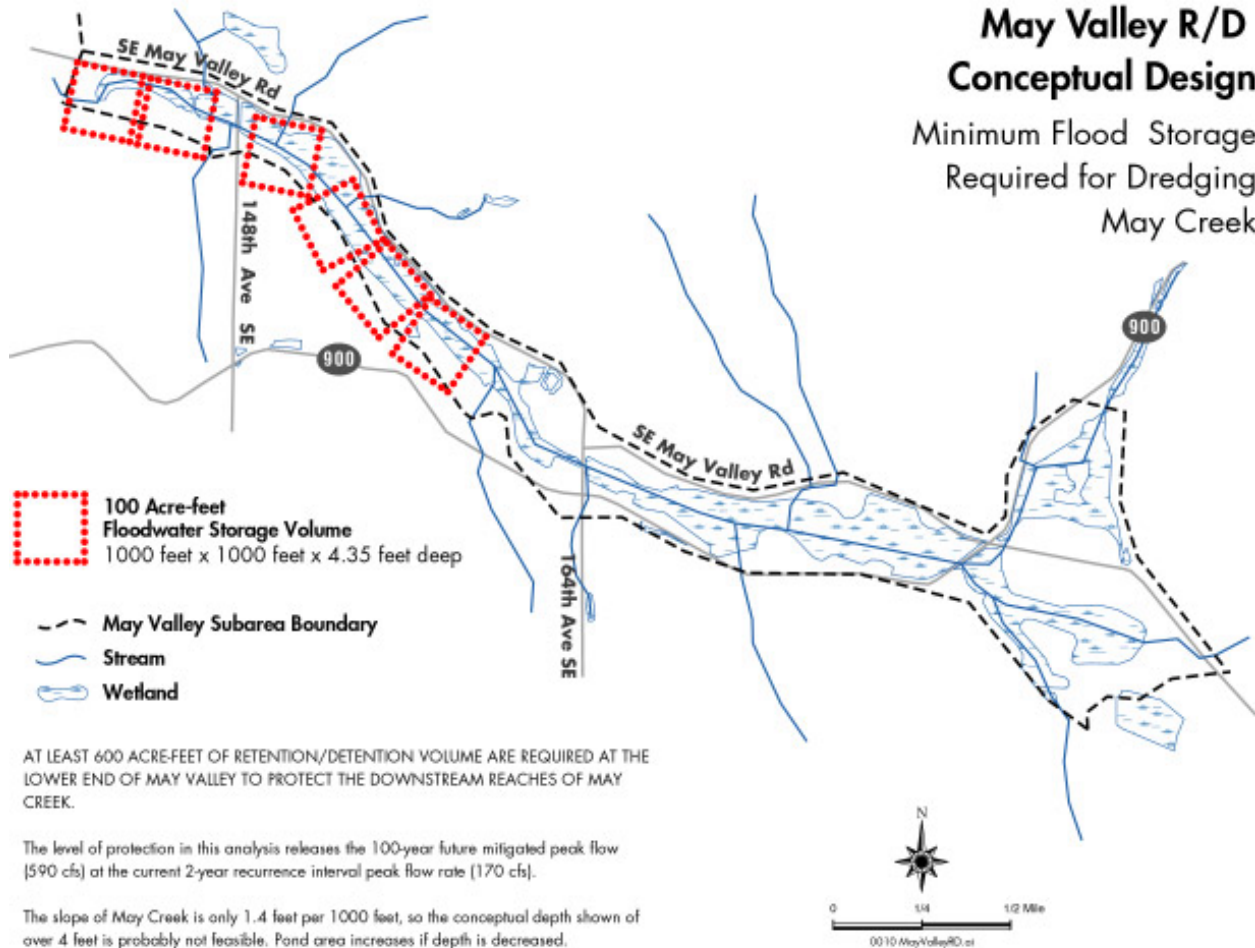 May Valley R/D
Conceptual Design
Minimum Flood Storage
Required for Dredging
May Creek
SE May Valley Rd
148th Ave SE
900
900
SE May Valley Rd
164th Ave SE
100 Acre-feet
Floodwater Storage Volume
1000 feet x 1000 feet x 4.35 feet deep
May Valley Subarea Boundary
Stream
Wetland
AT LEAST 600 ACRE-FEET OF RETENTION/DETENTION VOLUME ARE REQUIRED AT THE
LOWER END OF MAY VALLEY TO PROTECT THE DOWNSTREAM REACHES OF MAY
CREEK.
The level of protection in this analysis releases the 100-year future mitigated peak flow
(590 cfs) at the current 2-year recurrence interval peak flow rate (170 cfs).
The slope of May Creek is only 1.4 feet per 1000 feet, so the conceptual depth shown of
over 4 feet is probably not feasible. Pond area increases if depth is decreased.
N
0 1/4 1/2 Mile
0010 MayValleyRD.ai